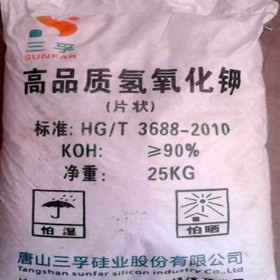 三孚
SUNFAR
高品质氢氧化钾
(片状)
标准: HG/T 3688-2010
KOH: ≥90%
净重: 25KG
怕湿 怕晒
唐山三孚硅业股份有限公司
Tangshan sunfar silicon industry